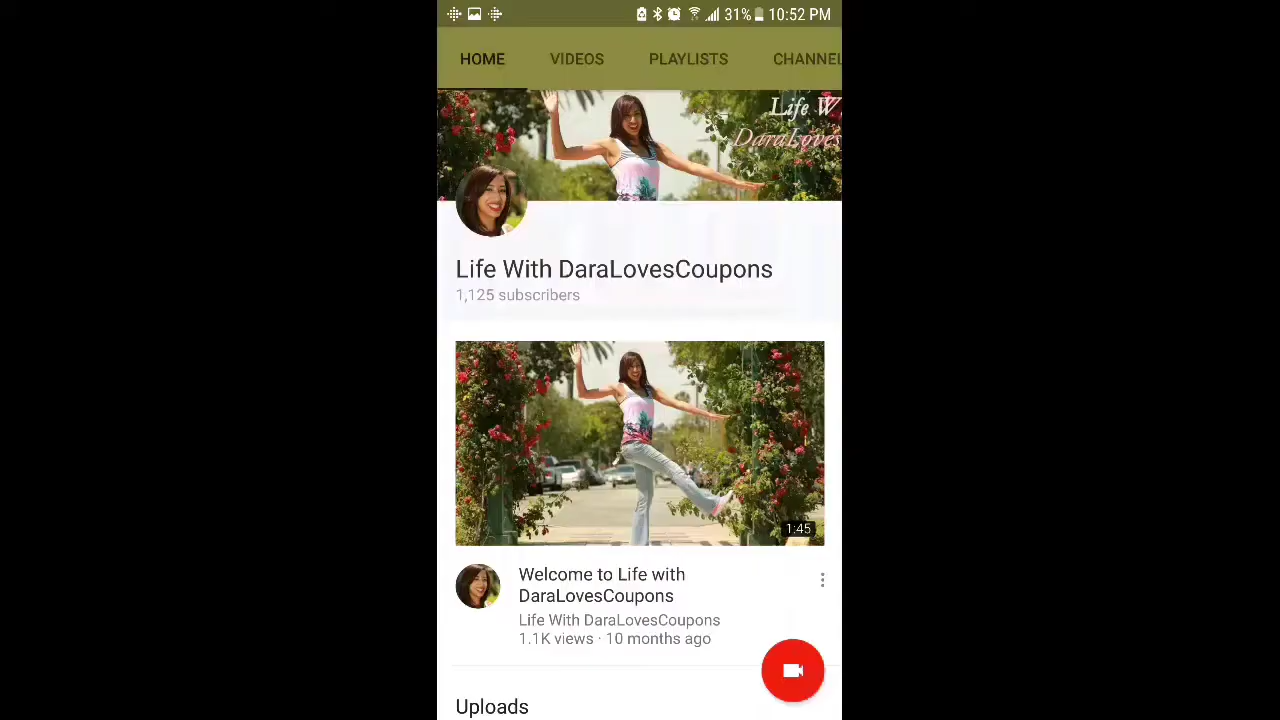 31% 10:52 PM
HOME VIDEOS PLAYLISTS CHANNEL
Life W
DaraLoves
Life With DaraLovesCoupons
1,125 subscribers
1:45
Welcome to Life with
DaraLovesCoupons
Life With DaraLovesCoupons
1.1K views · 10 months ago
Uploads